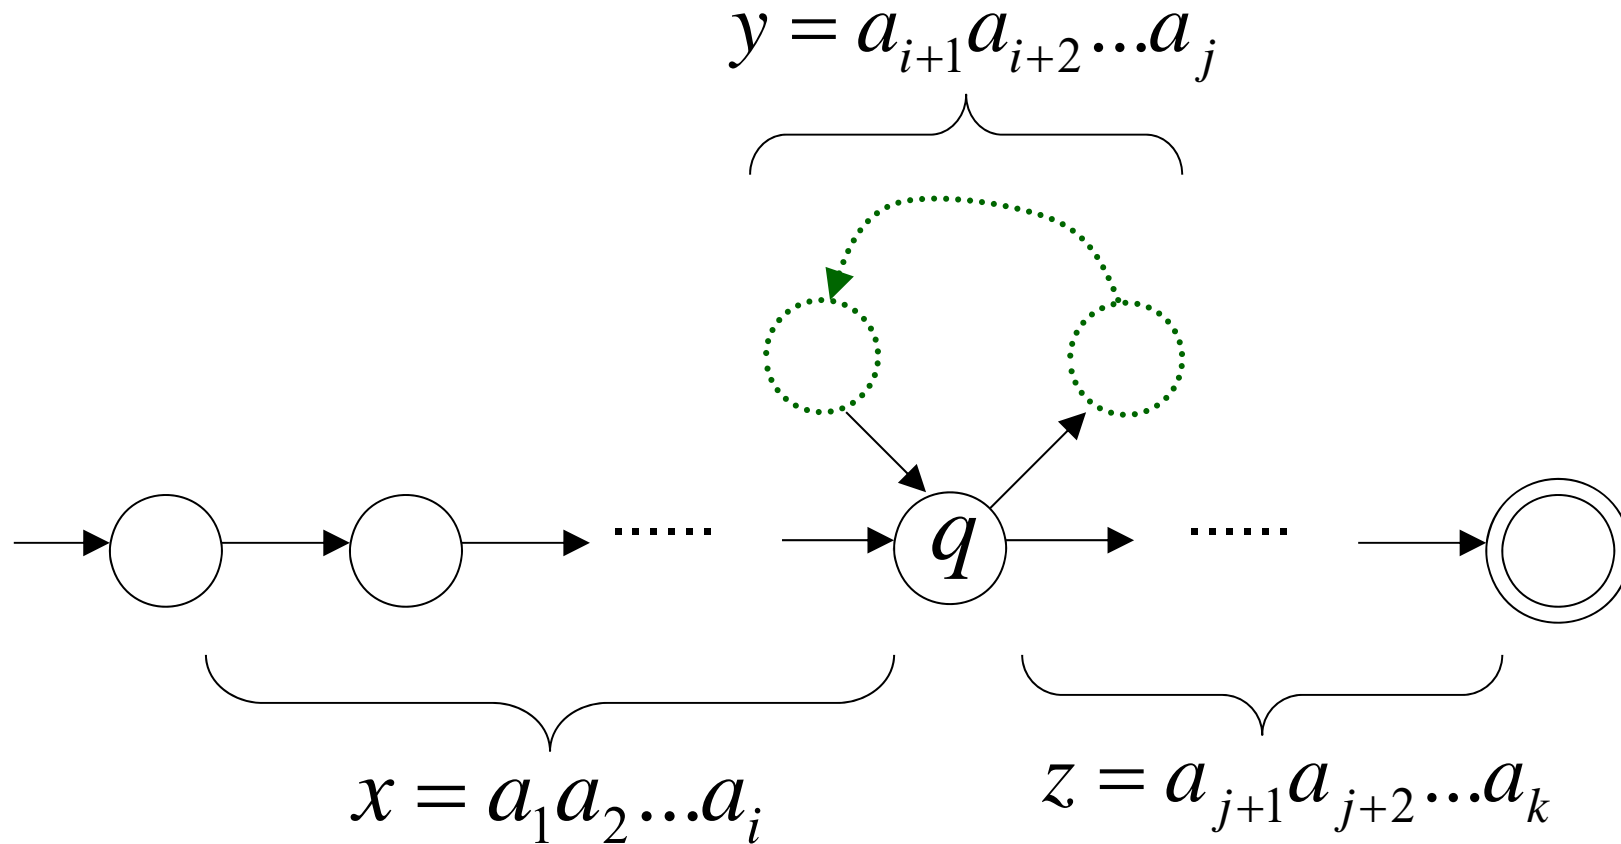 y = a_{i+1}a_{i+2}...a_j
......
q
......
x = a_1a_2...a_i
z = a_{j+1}a_{j+2}...a_k